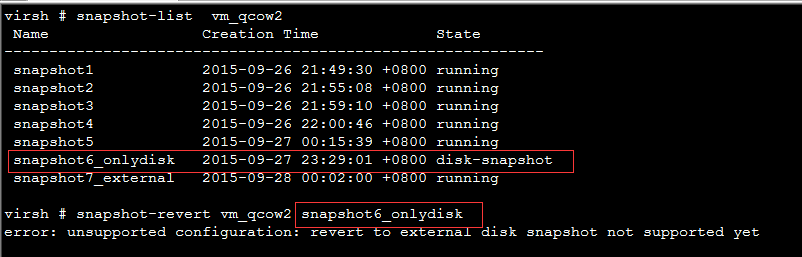 virsh # snapshot-list  vm_qcow2
 Name                 Creation Time             State
------------------------------------------------------------
 snapshot1            2015-09-26 21:49:30 +0800 running
 snapshot2            2015-09-26 21:55:08 +0800 running
 snapshot3            2015-09-26 21:59:10 +0800 running
 snapshot4            2015-09-26 22:00:46 +0800 running
 snapshot5            2015-09-27 00:15:39 +0800 running
 snapshot6_onlydisk   2015-09-27 23:29:01 +0800 disk-snapshot
 snapshot7_external   2015-09-28 00:02:00 +0800 running
virsh # snapshot-revert vm_qcow2 snapshot6_onlydisk
error: unsupported configuration: revert to external disk snapshot not supported yet